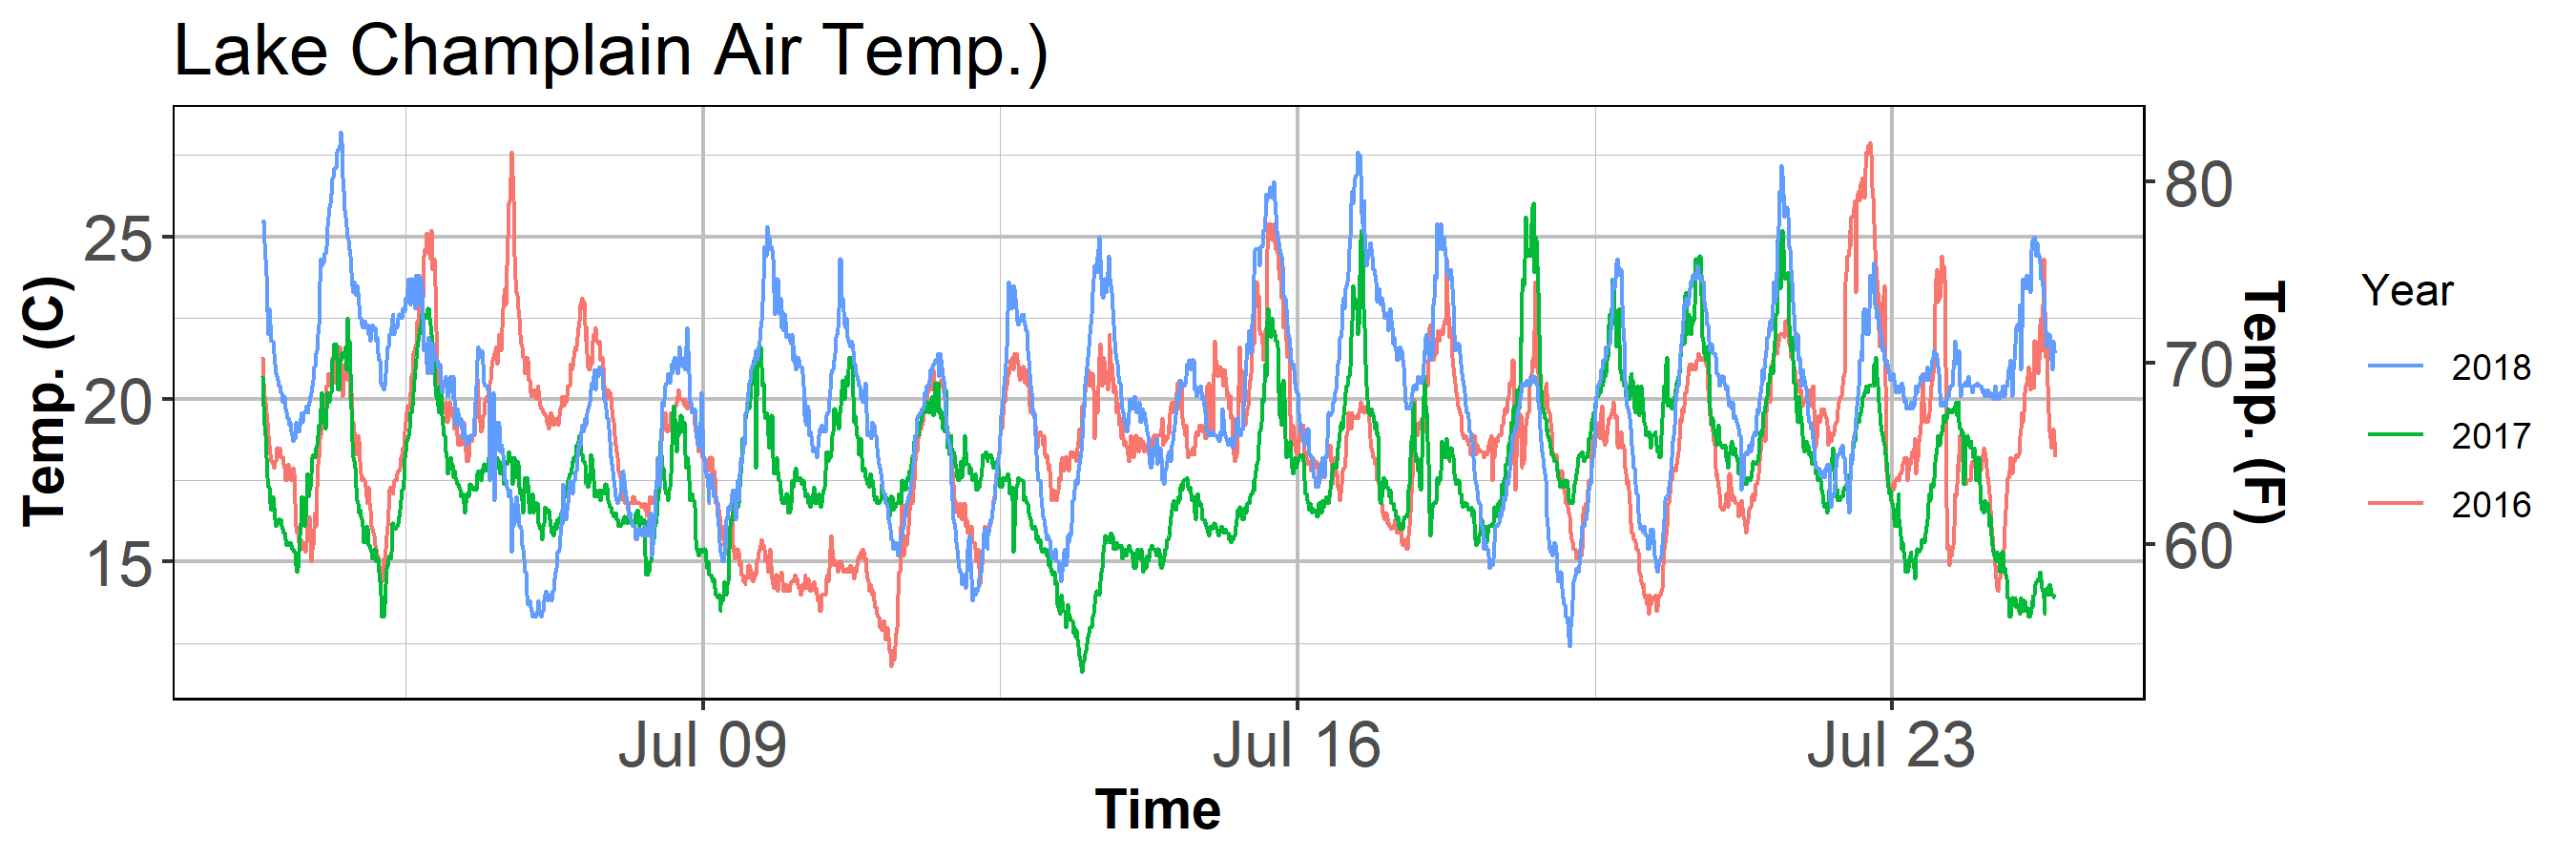 Lake Champlain Air Temp.)
Temp. (C)
25
20
15
80
70
60
Temp. (F)
Jul 09
Jul 16
Jul 23
Time
Year
2018
2017
2016